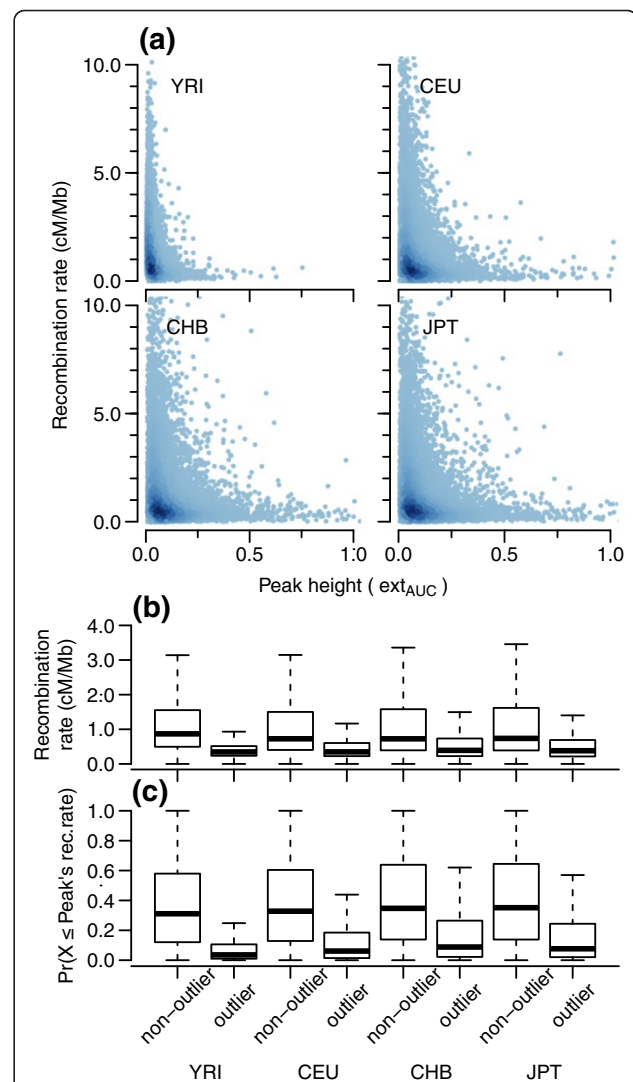 (a)
10.0
5.0
0.0
YRI
CEU
10.0
5.0
0.0
CHB
JPT
Recombination rate (cM/Mb)
0.0 0.5 1.0
0.0 0.5 1.0
Peak height ( extAUC )
(b)
4.0
3.0
2.0
1.0
0.0
Recombination
rate (cM/Mb)
(c)
1.0
0.8
0.6
0.4
0.2
0.0
Pr(X ≤ Peak's rec.rate)
non−outlier outlier non−outlier outlier non−outlier outlier non−outlier outlier
YRI CEU CHB JPT